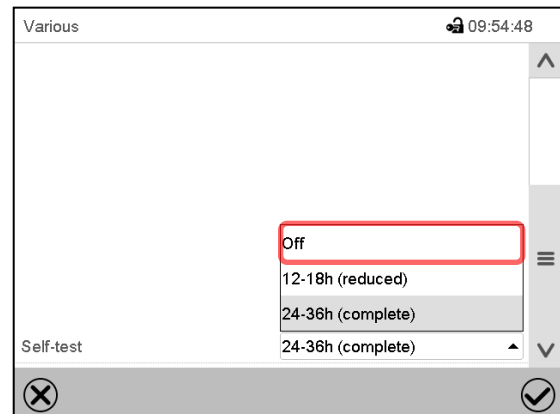 Various 09:54:48
Off
12-18h (reduced)
24-36h (complete)
Self-test 24-36h (complete)